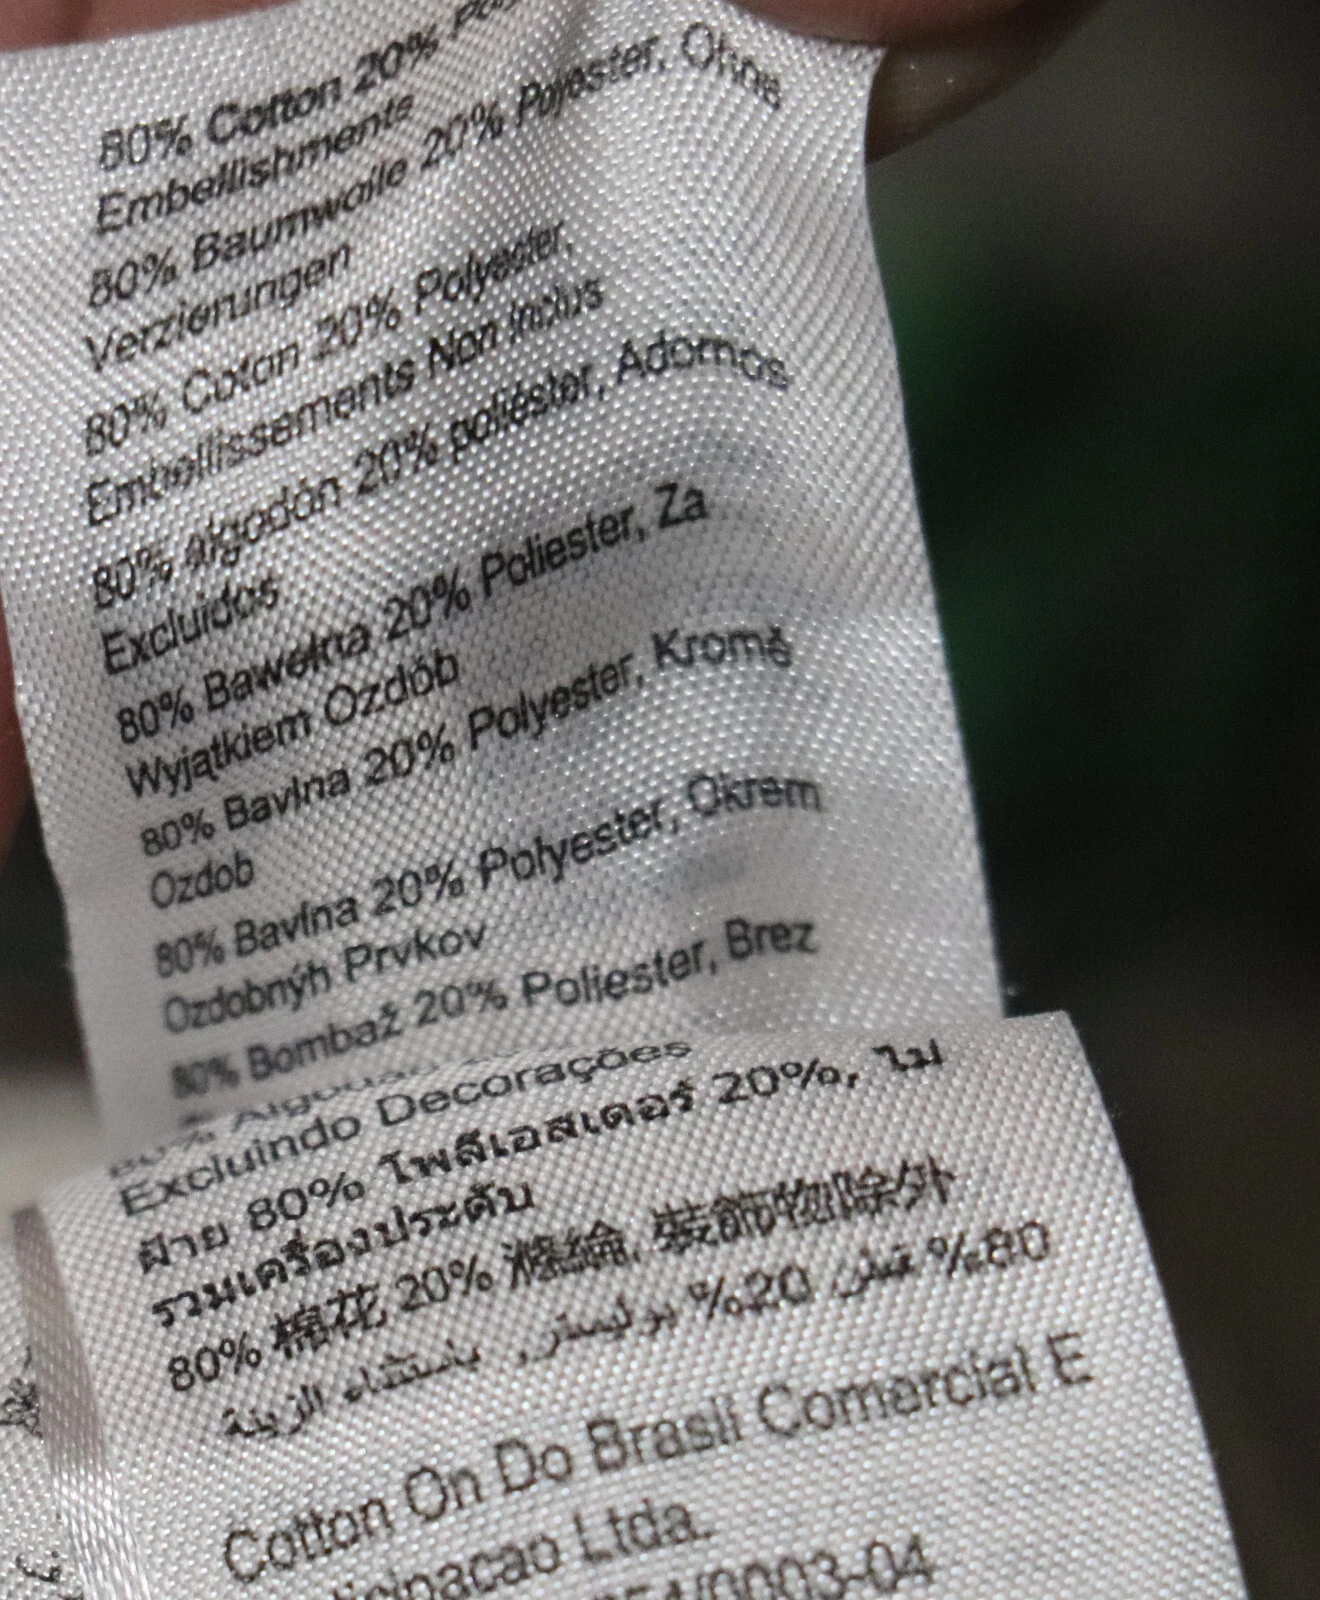 80% Cotton 20%
Embellishments
80% Baumwolle 20% Polyester, Ohne
Verzierungen
80% Coton 20% Polyester,
Embellissements Non Inclus
80% algodón 20% poliéster, Adornos
Excluidos
80% Bawełna 20% Poliester, Za
Wyjątkiem Ozdób
80% Bavlna 20% Polyester, Kromě
Ozdob
80% Bavlna 20% Polyester, Okrem
Ozdobnýh Prvkov
80% Bombaž 20% Poliester, Brez
Excluindo Decorações
ฝ้าย 80% โพลีเอสเตอร์ 20%, ไม่
รวมเครื่องประดับ
80% 棉花 20% 滌綸, 裝飾物除外
80% قطن 20% بوليستر, باستثناء الزينة
Cotton On Do Brasil Comercial E
Ltda.
/0003-04